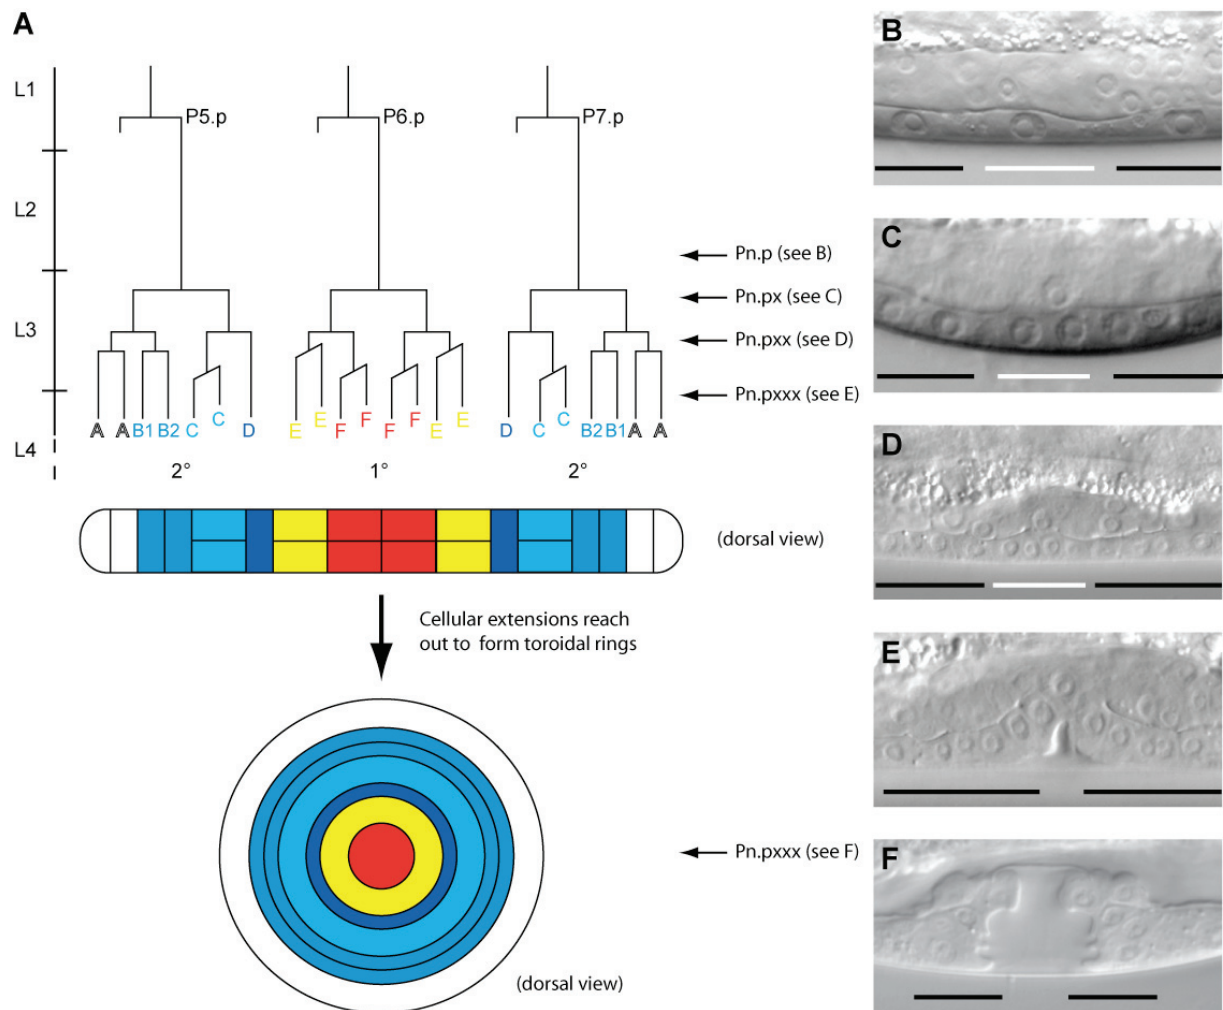 A
L1
P5.p
P6.p
P7.p
L2
Pn.p (see B)
Pn.px (see C)
L3
Pn.pxx (see D)
Pn.pxxx (see E)
A A B1 B2 C C D E E F F F F E E D C C B2 B1 A A
L4
2° 1° 2°
(dorsal view)
Cellular extensions reach
out to form toroidal rings
Pn.pxxx (see F)
(dorsal view)
B
C
D
E
F